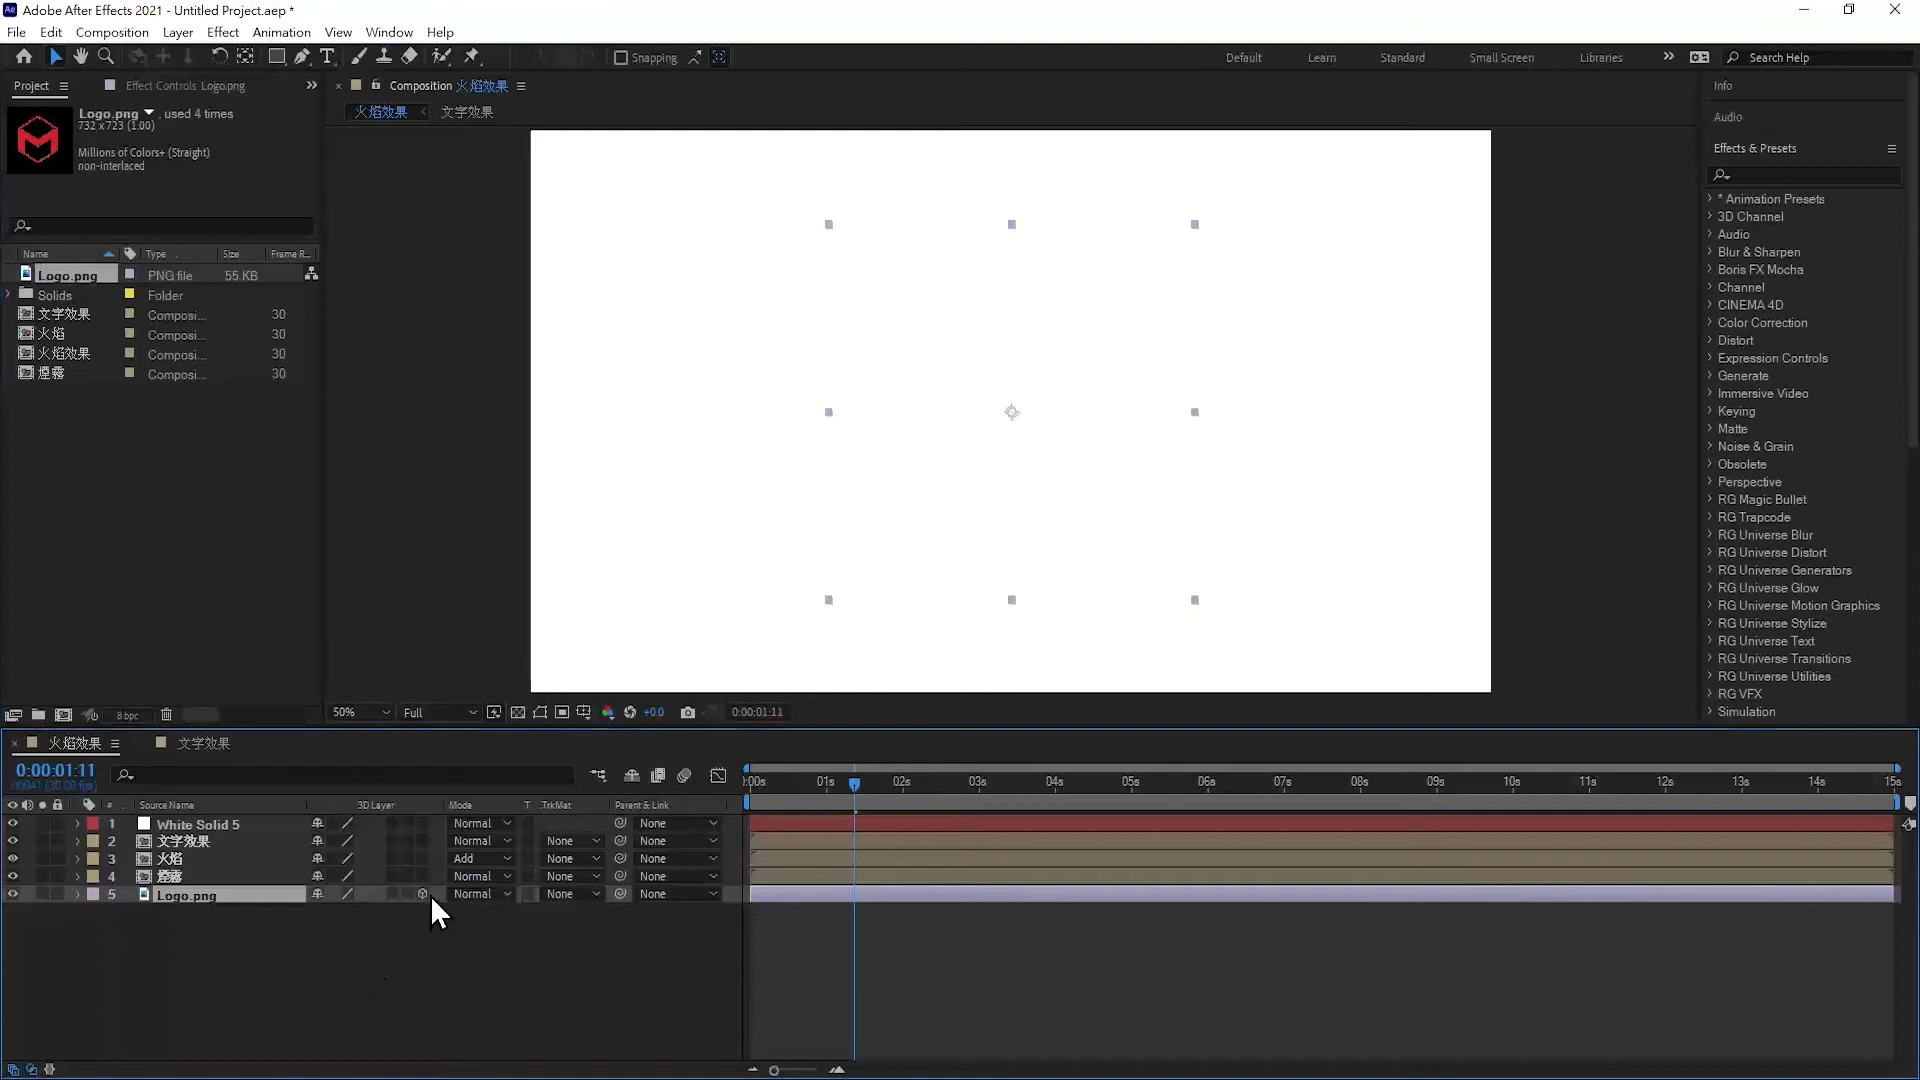 Adobe After Effects 2021 - Untitled Project.aep *
File Edit Composition Layer Effect Animation View Window Help
Snapping
Default Learn Standard Small Screen Libraries
Search Help
Project
Effect Controls Logo.png
Logo.png , used 4 times
732 x 723 (1.00)
Millions of Colors+ (Straight)
non-interlaced
Name Type Size Frame R...
Logo.png PNG file 55 KB
Solids Folder
文字效果 Composi... 30
火焰 Composi... 30
火焰效果 Composi... 30
煙霧 Composi... 30
8 bpc
Composition 火焰效果
火焰效果 文字效果
50% Full +0.0 0:00:01:11
Info
Audio
Effects & Presets
* Animation Presets
3D Channel
Audio
Blur & Sharpen
Boris FX Mocha
Channel
CINEMA 4D
Color Correction
Distort
Expression Controls
Generate
Immersive Video
Keying
Matte
Noise & Grain
Obsolete
Perspective
RG Magic Bullet
RG Trapcode
RG Universe Blur
RG Universe Distort
RG Universe Generators
RG Universe Glow
RG Universe Motion Graphics
RG Universe Stylize
RG Universe Text
RG Universe Transitions
RG Universe Utilities
RG VFX
Simulation
火焰效果 文字效果
0:00:01:11
00041 (30.00 fps)
# Source Name 3D Layer Mode T .TrkMat Parent & Link
1 White Solid 5 Normal None
2 文字效果 Normal None None
3 火焰 Add None None
4 煙霧 Normal None None
5 Logo.png Normal None None
):00s 01s 02s 03s 04s 05s 06s 07s 08s 09s 10s 11s 12s 13s 14s 15s